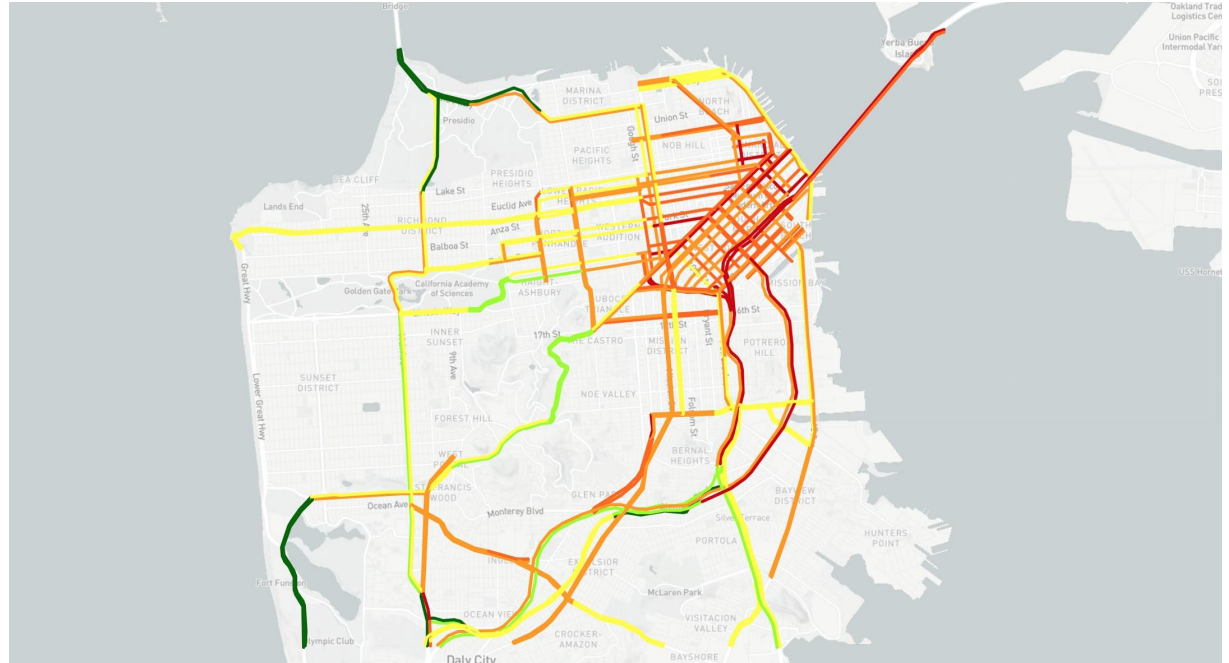 Bridge
Oakland Trad
Logistics Cen
Union Pacific
Intermodal Yar
Yerba Buena
Island
MARINA
DISTRICT
NORTH
BEACH
Presidio
Union St
Gough St
NOB HILL
PACIFIC
HEIGHTS
PRESIDIO
HEIGHTS
SEA CLIFF
Lake St
Lands End
25th Ave
Euclid Ave
RICHMOND
DISTRICT
Anza St
WESTERN
ADDITION
Balboa St
PANHANDLE
SOUTH
Great Hwy
USS Hornet
California Academy
of Sciences
Golden Gate Park
HAIGHT-
ASHBURY
MISSION BAY
DUBOCE
TRIANGLE
16th St
INNER
SUNSET
17th St
THE CASTRO
MISSION
DISTRICT
Bryant St
POTRERO
HILL
9th Ave
SUNSET
DISTRICT
Lower Great Hwy
NOE VALLEY
Folsom St
FOREST HILL
BERNAL
HEIGHTS
WEST
PORTAL
ST FRANCIS
WOOD
GLEN PARK
BAYVIEW
DISTRICT
Ocean Ave
Monterey Blvd
Silver Terrace
HUNTERS
POINT
PORTOLA
EXCELSIOR
DISTRICT
Fort Funston
McLaren Park
OCEAN VIEW
VISITACION
VALLEY
Olympic Club
CROCKER-
AMAZON
Daly City
BAYSHORE